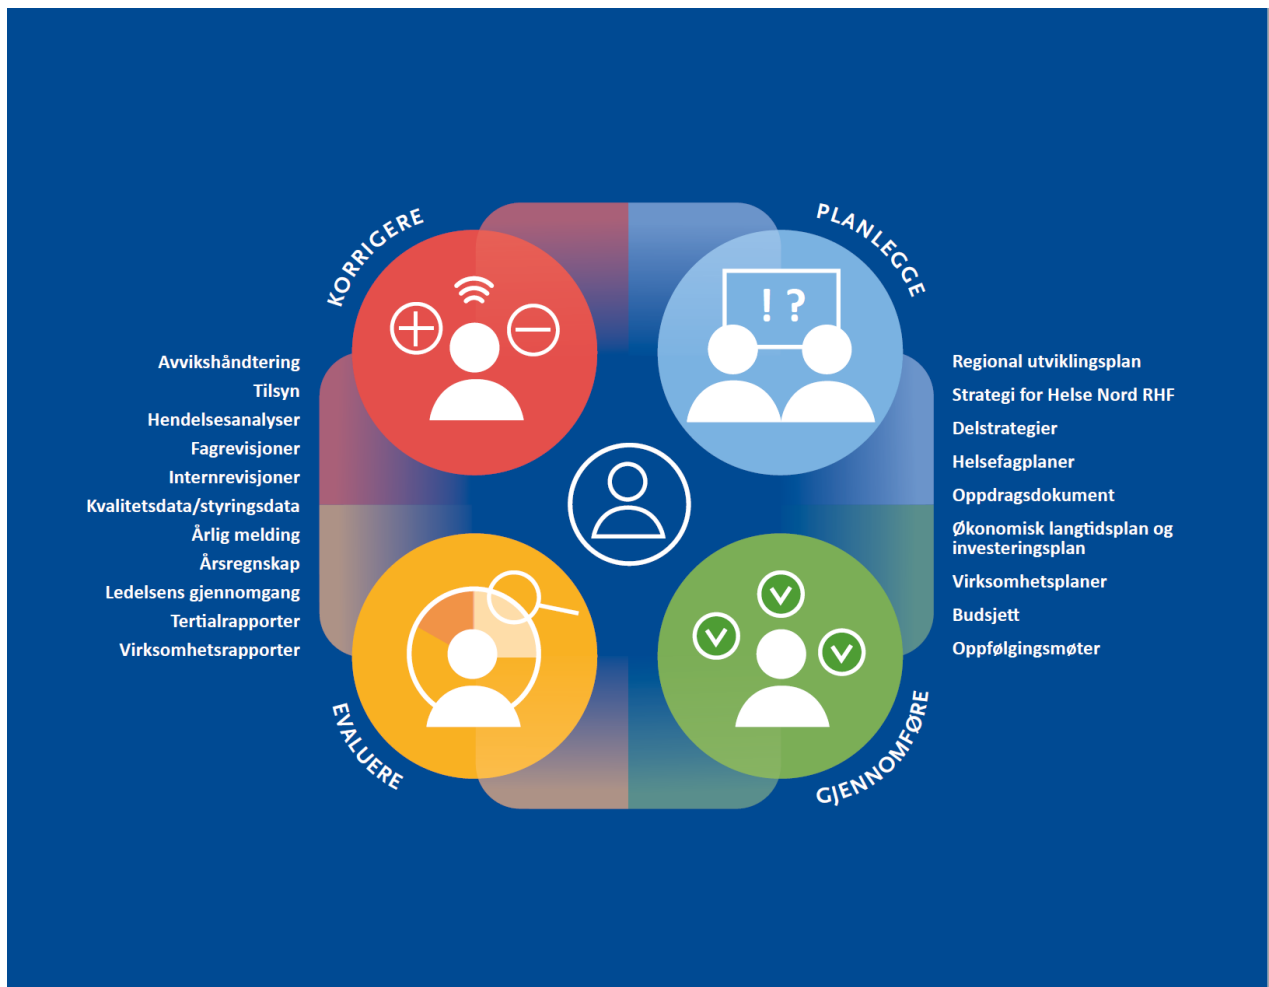 KORRIGERE
PLANLEGGE
! ?
Avvikshåndtering
Tilsyn
Hendelsesanalyser
Fagrevisjoner
Internrevisjoner
Kvalitetsdata/styringsdata
Årlig melding
Årsregnskap
Ledelsens gjennomgang
Tertialrapporter
Virksomhetsrapporter
Regional utviklingsplan
Strategi for Helse Nord RHF
Delstrategier
Helsefagplaner
Oppdragsdokument
Økonomisk langtidsplan og
investeringsplan
Virksomhetsplaner
Budsjett
Oppfølgingsmøter
EVALUERE
GJENNOMFØRE